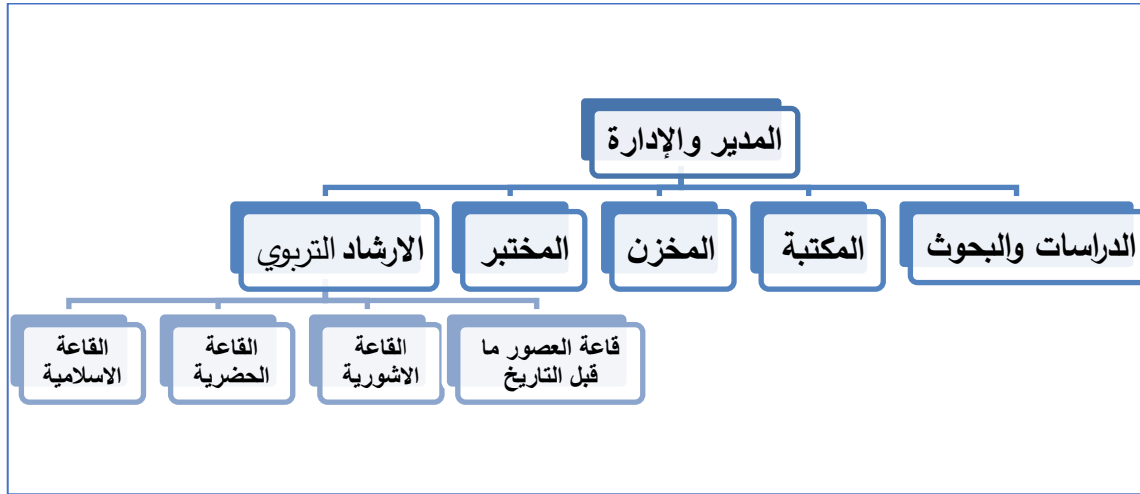 المدير والإدارة
الدراسات والبحوث
المكتبة
المخزن
المختبر
الارشاد التربوي
قاعة العصور ما
قبل التاريخ
القاعة
الاشورية
القاعة
الحضرية
القاعة
الاسلامية